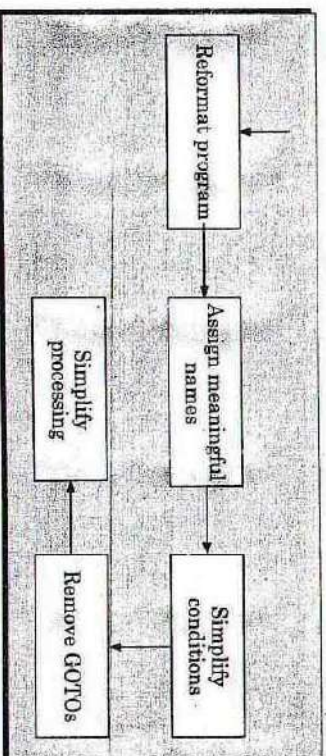 Reformat program
Assign meaningful
names
Simplify
conditions
Remove GOTOs
Simplify
processing